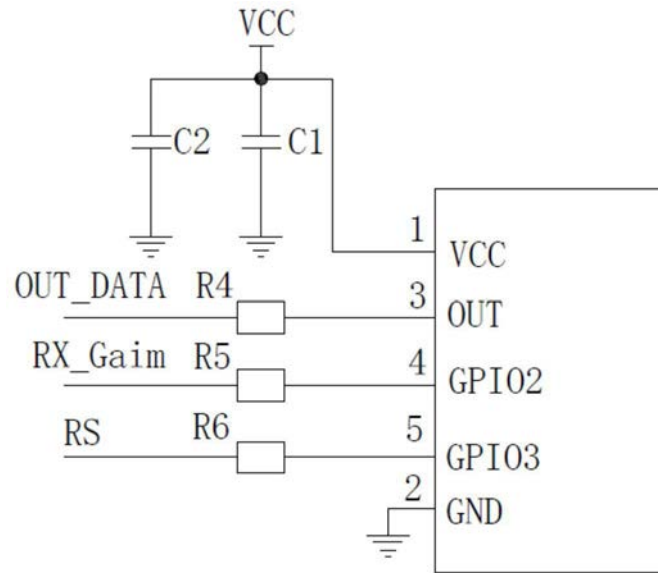 VCC
C2 C1
1 VCC
OUT_DATA R4 3 OUT
RX_Gaim R5 4 GPIO2
RS R6 5 GPIO3
2 GND